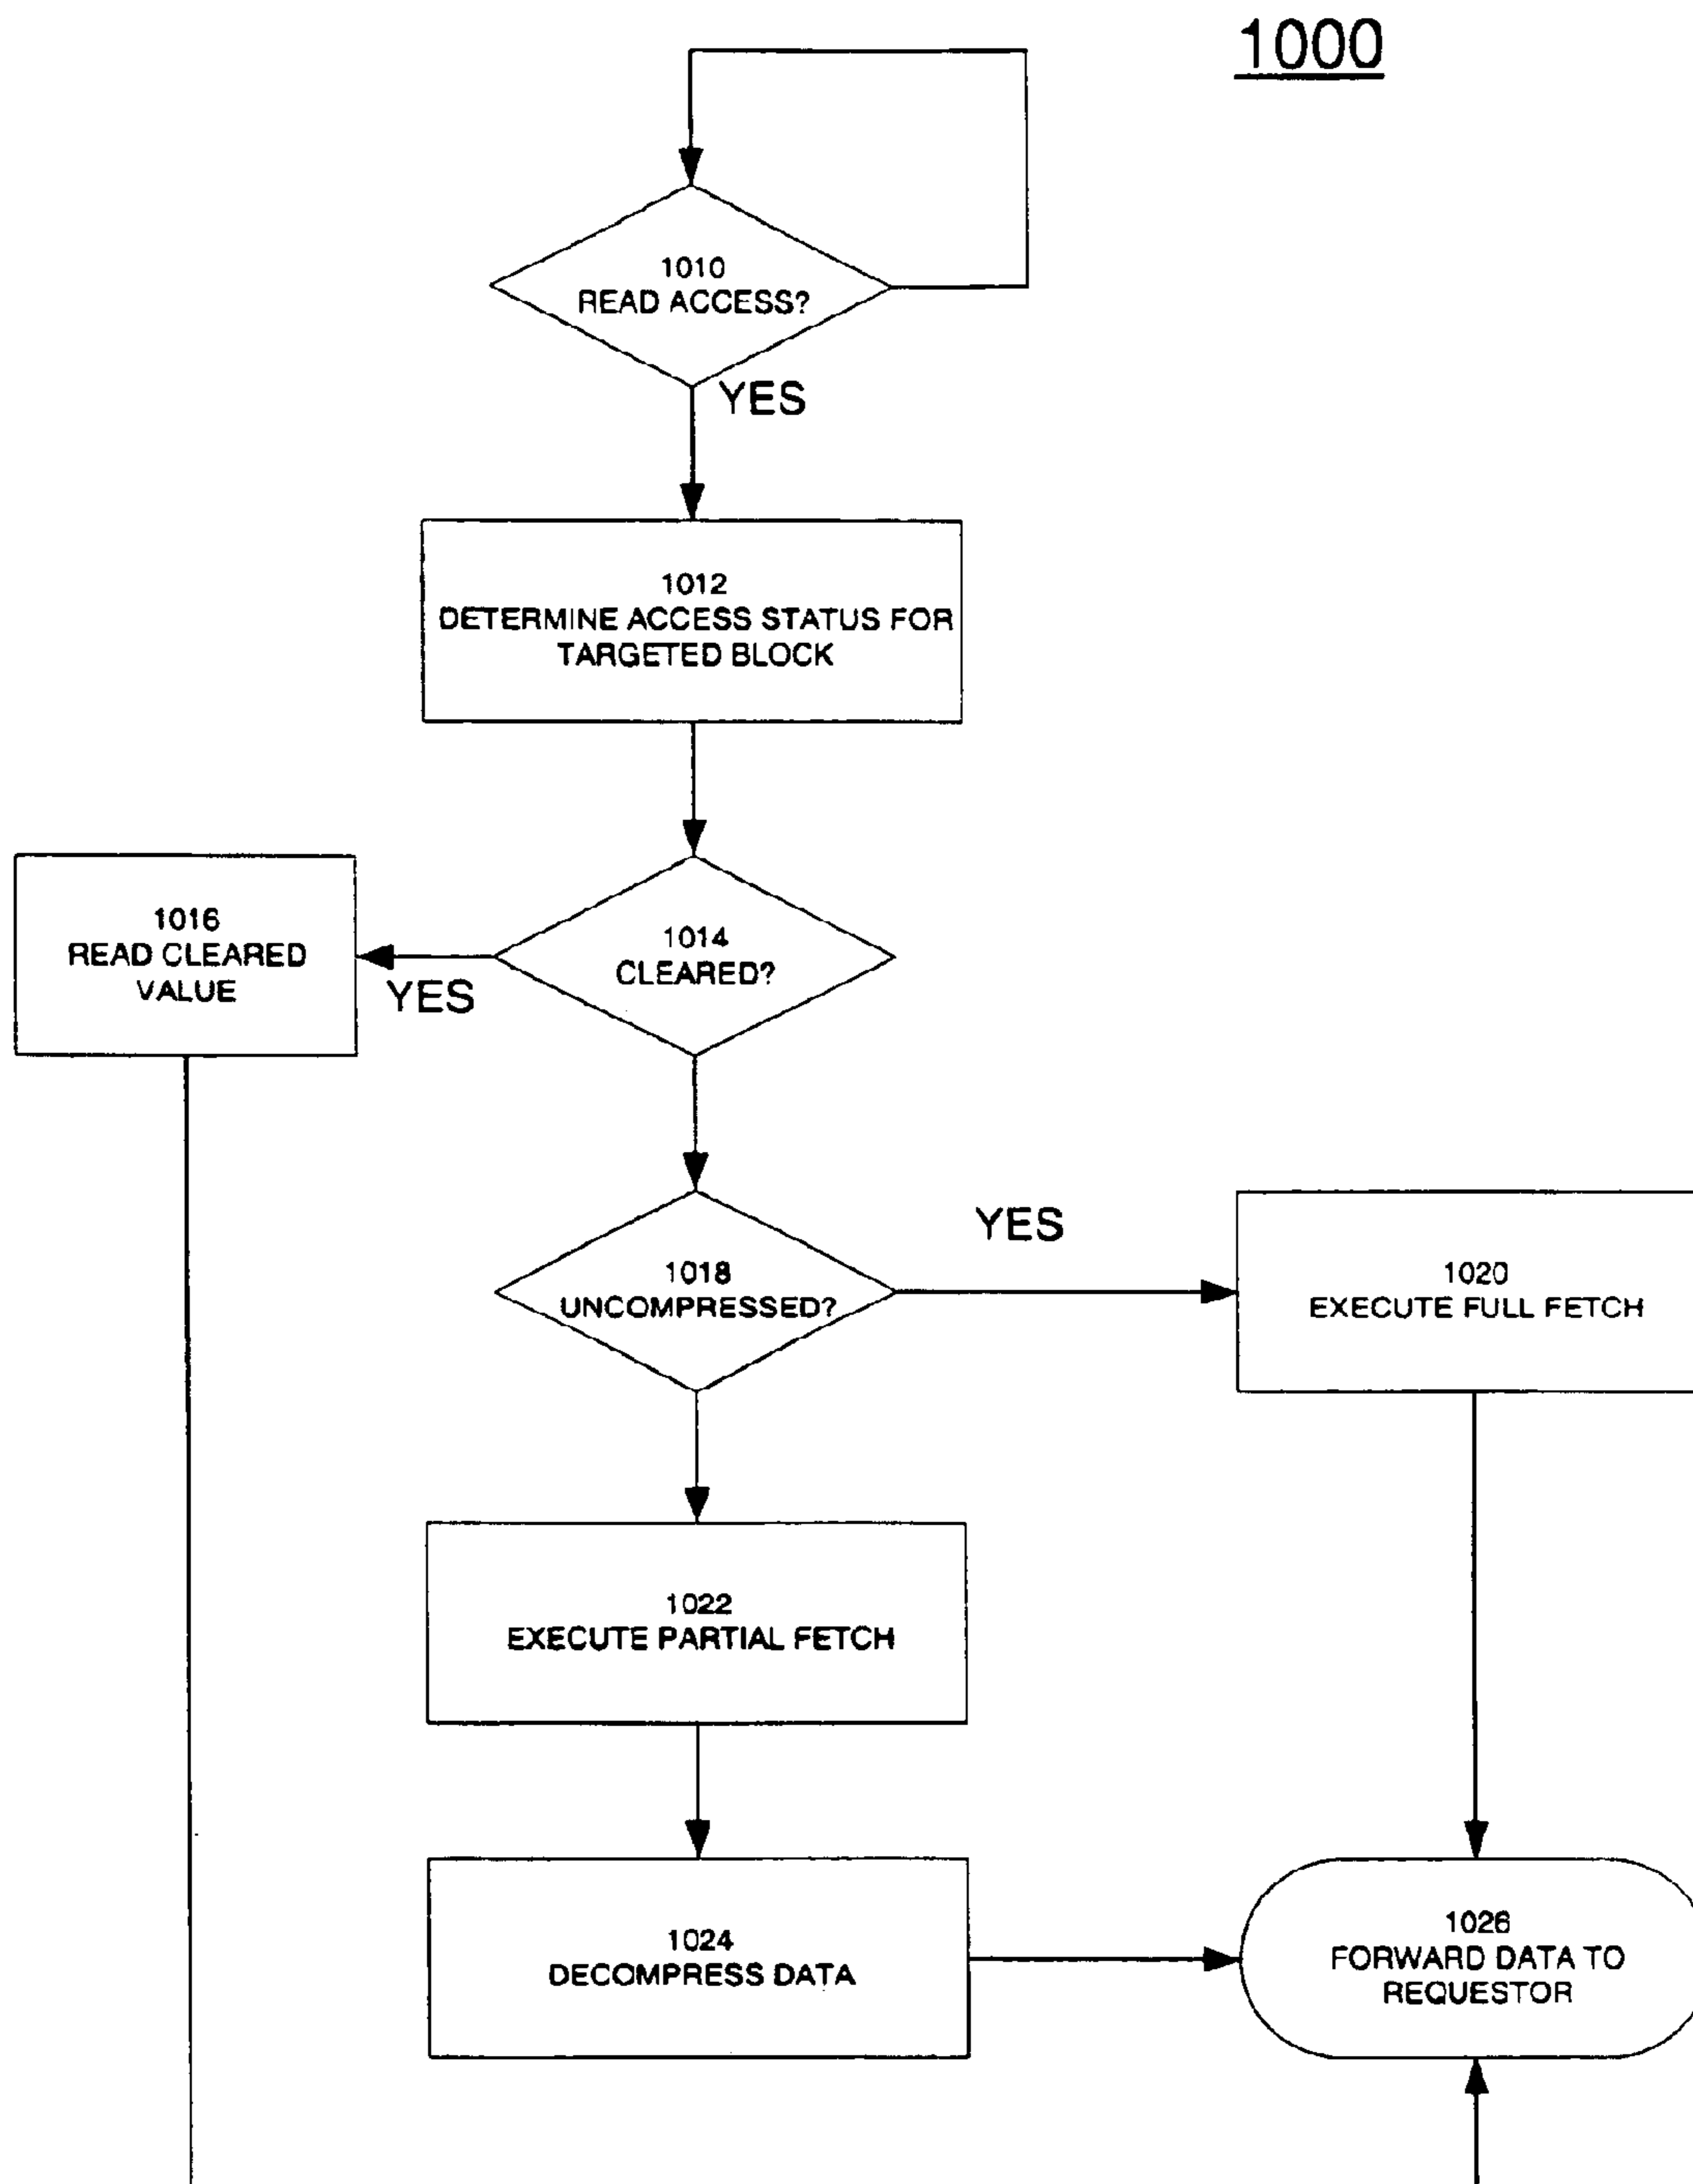 1000
1010
READ ACCESS?
YES
1012
DETERMINE ACCESS STATUS FOR
TARGETED BLOCK
1016
READ CLEARED
VALUE
YES
1014
CLEARED?
1018
UNCOMPRESSED?
YES
1020
EXECUTE FULL FETCH
1022
EXECUTE PARTIAL FETCH
1024
DECOMPRESS DATA
1026
FORWARD DATA TO
REQUESTOR